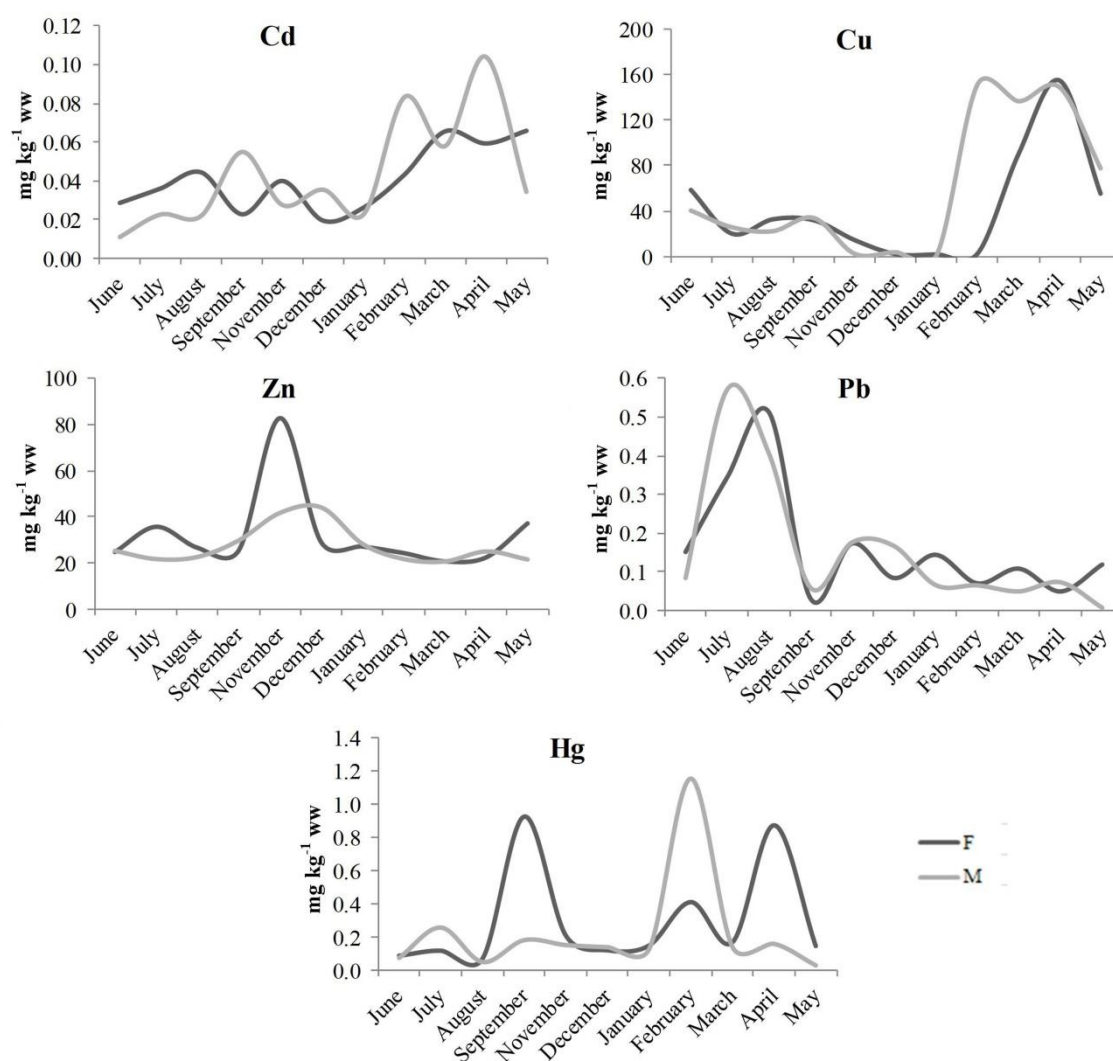 Cd
mg kg⁻¹ ww
0.12
0.10
0.08
0.06
0.04
0.02
0.00
June
July
August
September
November
December
January
February
March
April
May
Cu
mg kg⁻¹ ww
200
160
120
80
40
0
June
July
August
September
November
December
January
February
March
April
May
Zn
mg kg⁻¹ ww
100
80
60
40
20
0
June
July
August
September
November
December
January
February
March
April
May
Pb
mg kg⁻¹ ww
0.6
0.5
0.4
0.3
0.2
0.1
0.0
June
July
August
September
November
December
January
February
March
April
May
Hg
mg kg⁻¹ ww
1.4
1.2
1.0
0.8
0.6
0.4
0.2
0.0
June
July
August
September
November
December
January
February
March
April
May
F
M